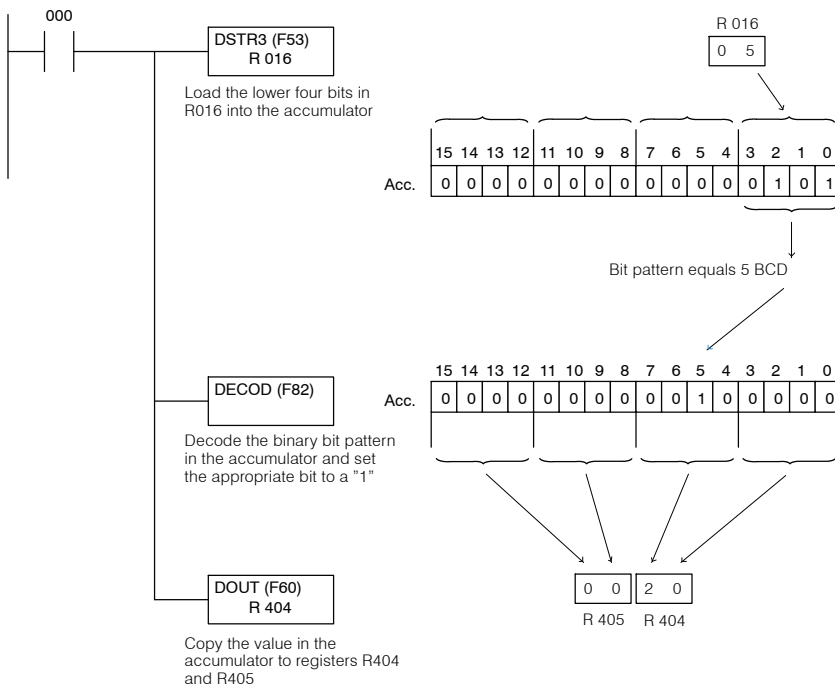 000
DSTR3 (F53)
R 016
Load the lower four bits in
R016 into the accumulator
R 016
0 5
15 14 13 12 11 10 9 8 7 6 5 4 3 2 1 0
Acc. 0 0 0 0 0 0 0 0 0 0 0 0 0 1 0 1
Bit pattern equals 5 BCD
DECOD (F82)
Decode the binary bit pattern
in the accumulator and set
the appropriate bit to a ”1”
15 14 13 12 11 10 9 8 7 6 5 4 3 2 1 0
Acc. 0 0 0 0 0 0 0 0 0 0 1 0 0 0 0 0
DOUT (F60)
R 404
Copy the value in the
accumulator to registers R404
and R405
0 0 2 0
R 405 R 404